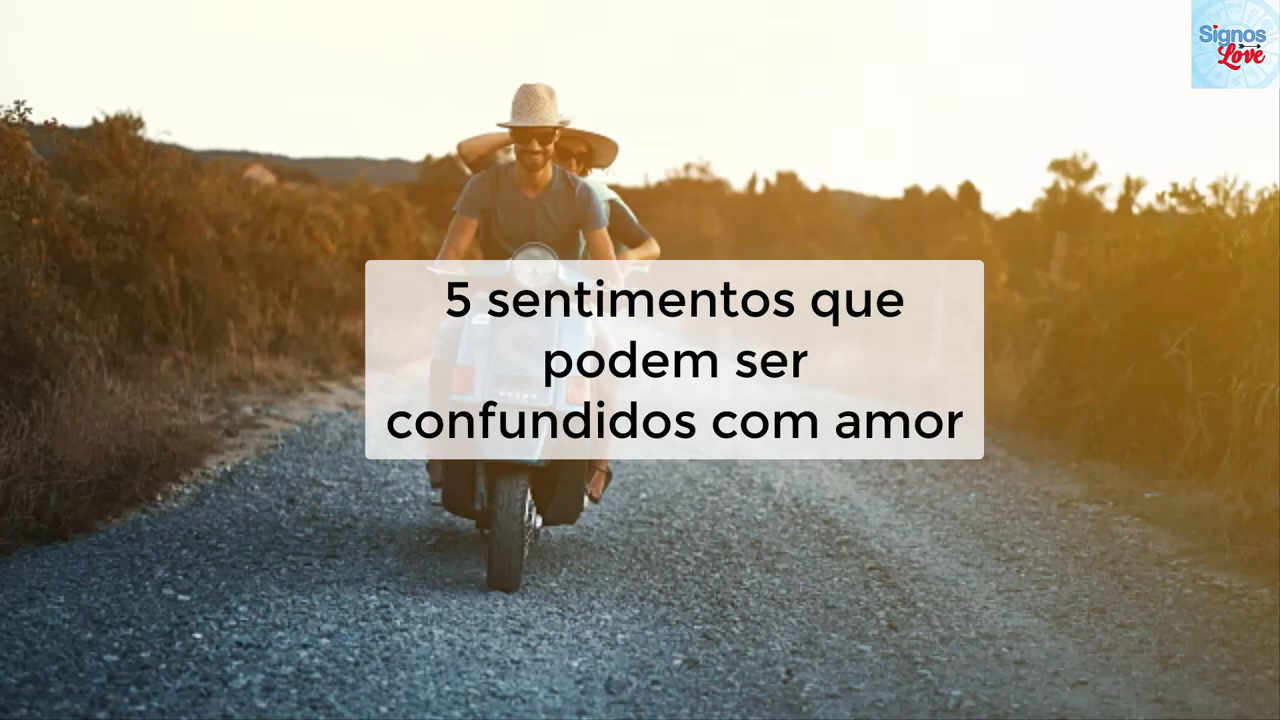 Signos
Love
5 sentimentos que
podem ser
confundidos com amor